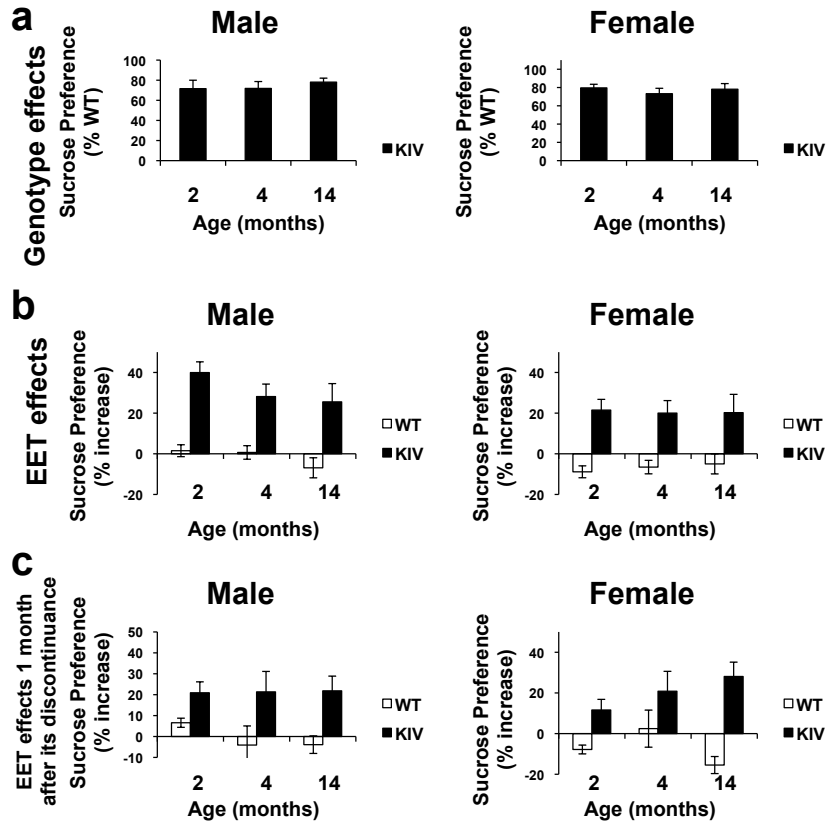 a
Male
Female
Genotype effects
Sucrose Preference
(% WT)
100
80
60
40
20
0
2 4 14
Age (months)
KIV
Sucrose Preference
(% WT)
100
80
60
40
20
0
2 4 14
Age (months)
KIV
b
Male
Female
EET effects
Sucrose Preference
(% increase)
40
20
0
-20
2 4 14
Age (months)
WT
KIV
Sucrose Preference
(% increase)
40
20
0
-20
2 4 14
Age (months)
WT
KIV
c
Male
Female
EET effects 1 month
after its discontinuance
Sucrose Preference
(% increase)
50
40
30
20
10
0
-10
2 4 14
Age (months)
WT
KIV
Sucrose Preference
(% increase)
40
20
0
-20
2 4 14
Age (months)
WT
KIV